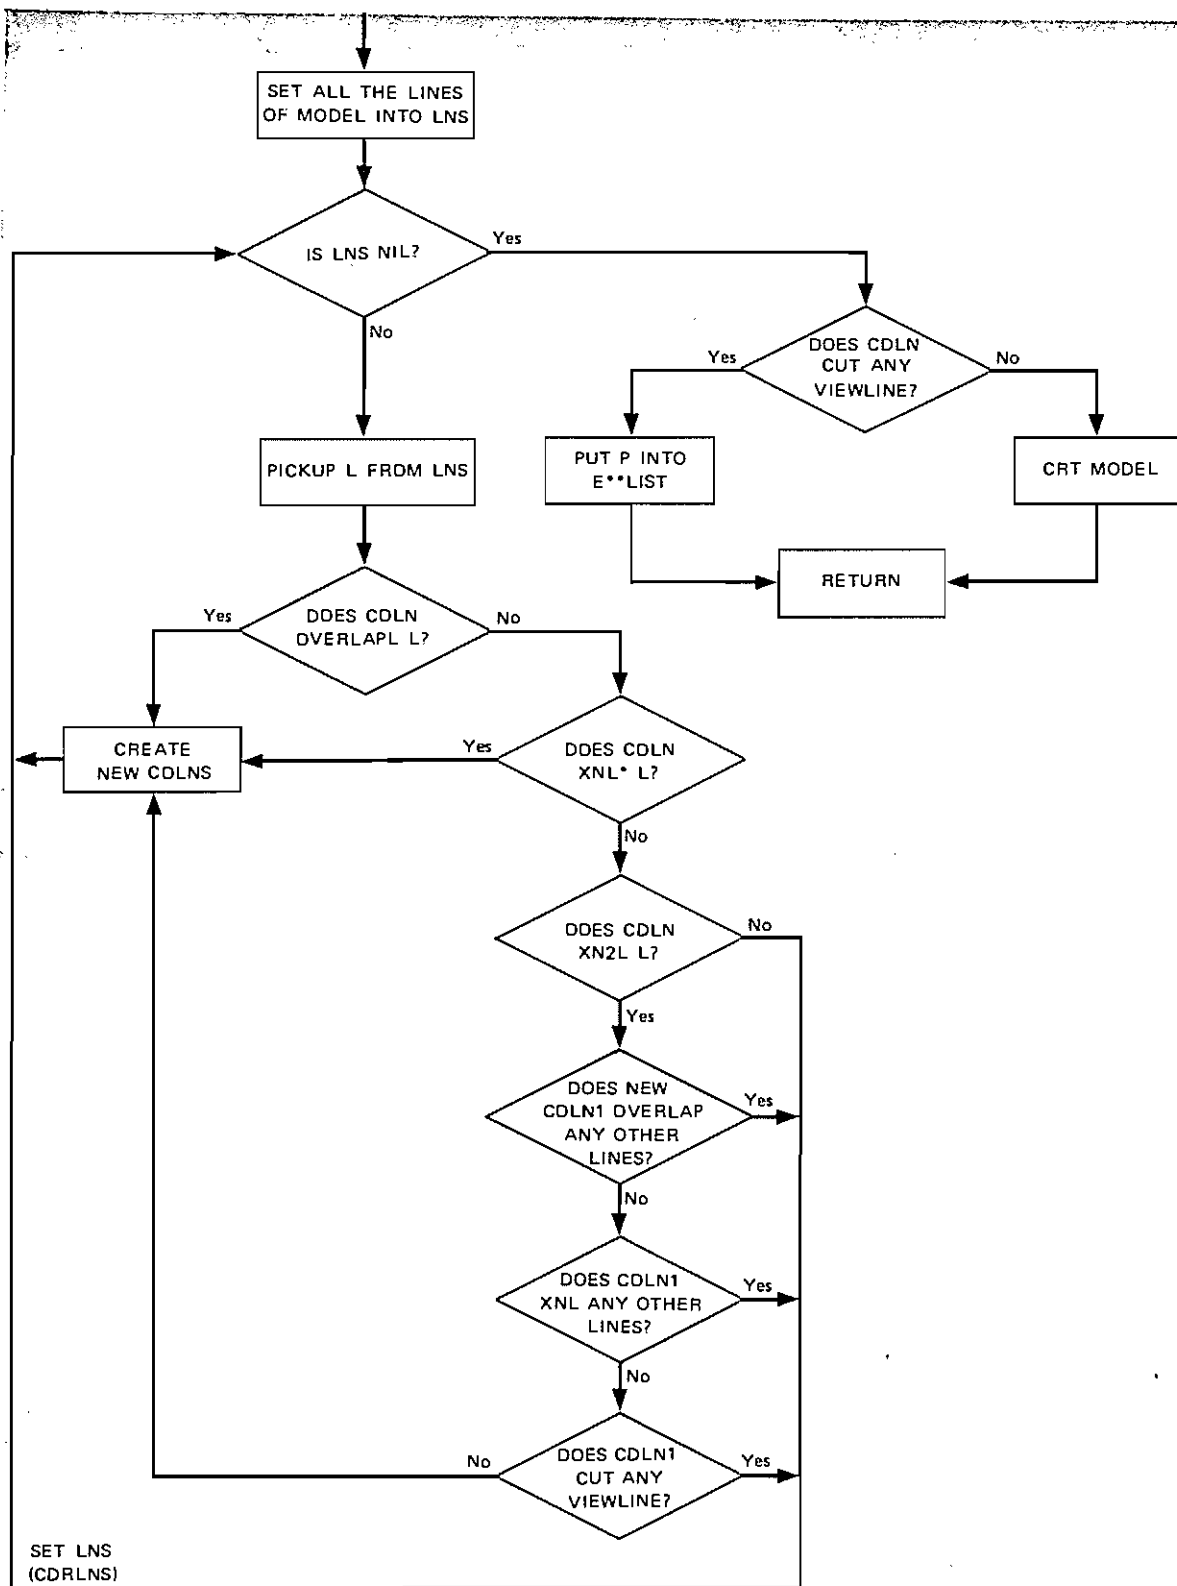 SET ALL THE LINES
OF MODEL INTO LNS
IS LNS NIL?
Yes
No
DOES CDLN
CUT ANY
VIEWLINE?
Yes
No
PICKUP L FROM LNS
PUT P INTO
E**LIST
CRT MODEL
RETURN
DOES CDLN
OVERLAPL L?
Yes
No
CREATE
NEW CDLNS
DOES CDLN
XNL* L?
Yes
No
DOES CDLN
XN2L L?
No
Yes
DOES NEW
CDLN1 OVERLAP
ANY OTHER
LINES?
Yes
No
DOES CDLN1
XNL ANY OTHER
LINES?
Yes
No
DOES CDLN1
CUT ANY
VIEWLINE?
No
Yes
SET LNS
(CDRLNS)